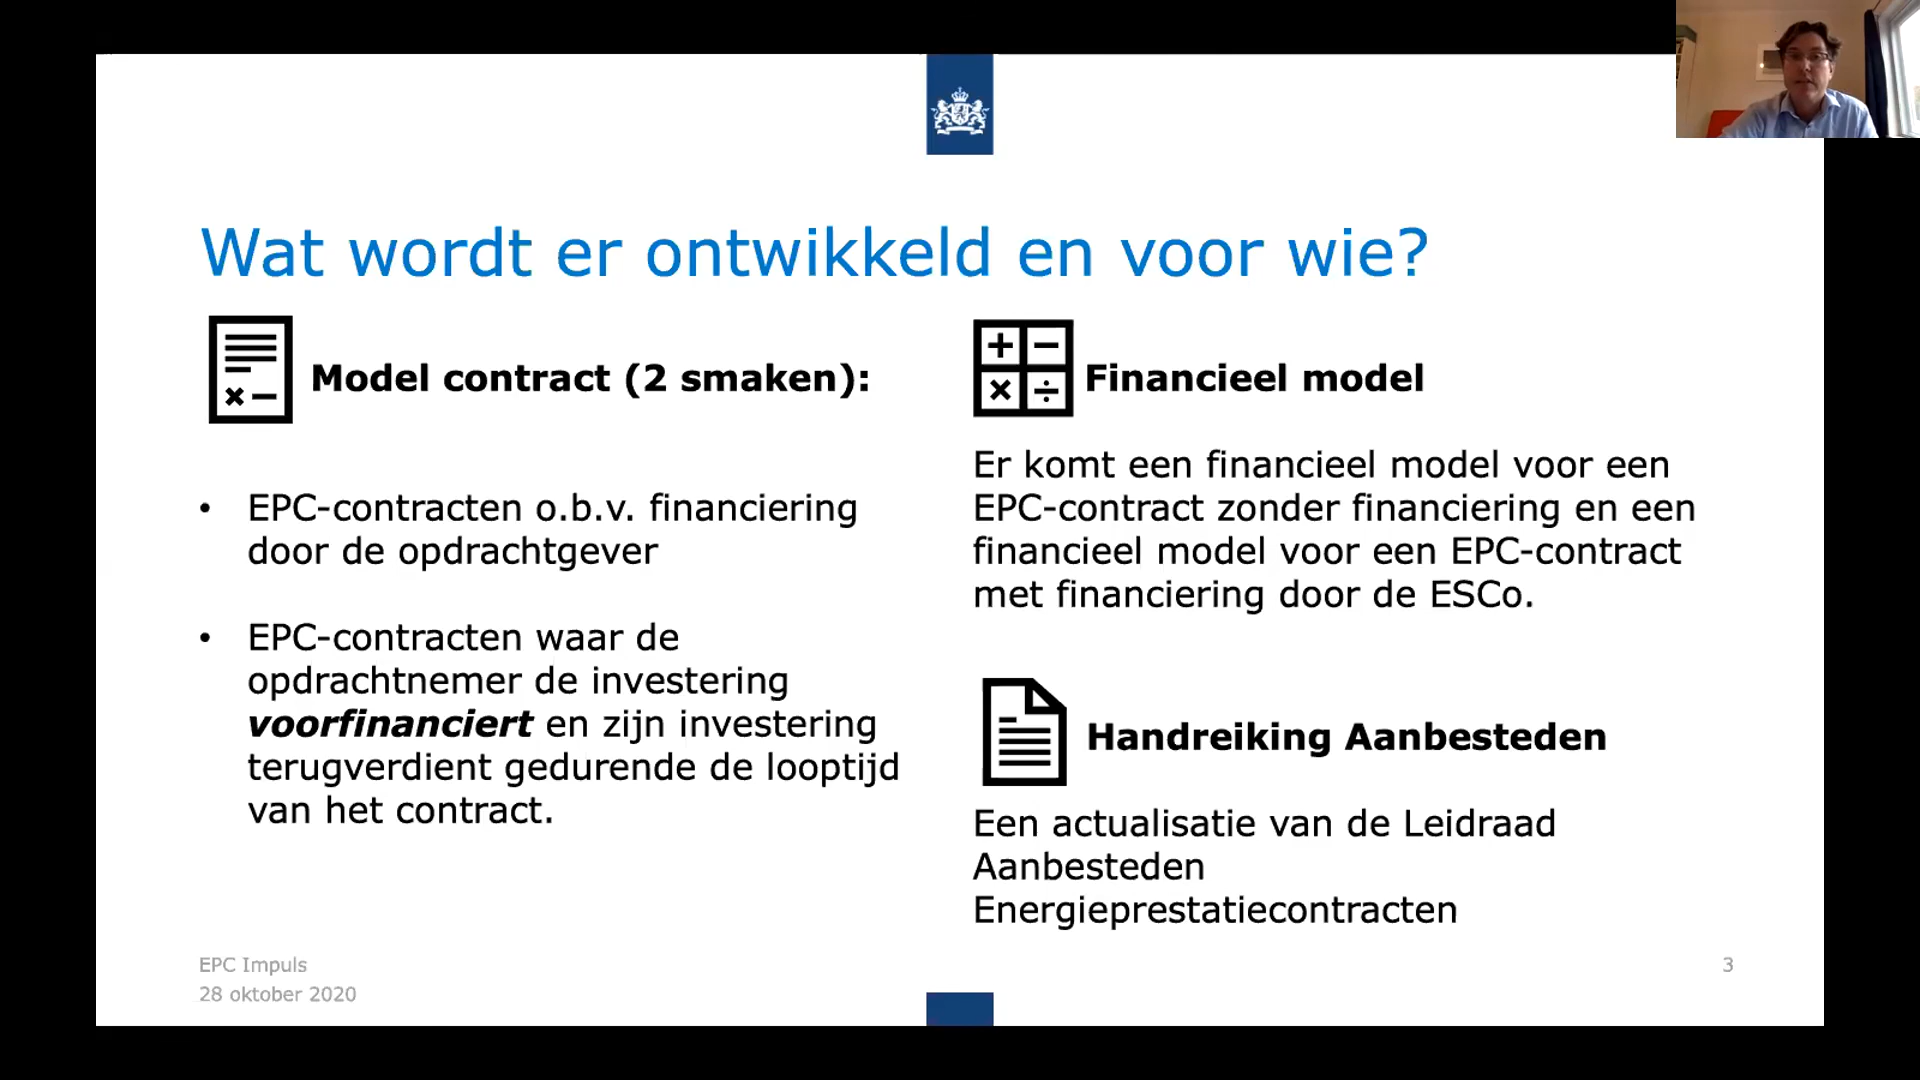 Wat wordt er ontwikkeld en voor wie?
Model contract (2 smaken):
• EPC-contracten o.b.v. financiering
door de opdrachtgever
• EPC-contracten waar de
opdrachtnemer de investering
voorfinanciert en zijn investering
terugverdient gedurende de looptijd
van het contract.
Financieel model
Er komt een financieel model voor een
EPC-contract zonder financiering en een
financieel model voor een EPC-contract
met financiering door de ESCo.
Handreiking Aanbesteden
Een actualisatie van de Leidraad
Aanbesteden
Energieprestatiecontracten
EPC Impuls
28 oktober 2020
3